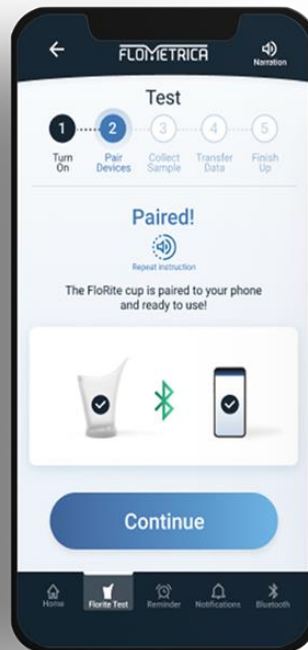 FLOMETRICA
Narration
Test
1 2 3 4 5
Turn On
Pair Devices
Collect Sample
Transfer Data
Finish Up
Paired!
Repeat instruction
The FloRite cup is paired to your phone
and ready to use!
Continue
Home Florite Test Reminder Notifications Bluetooth